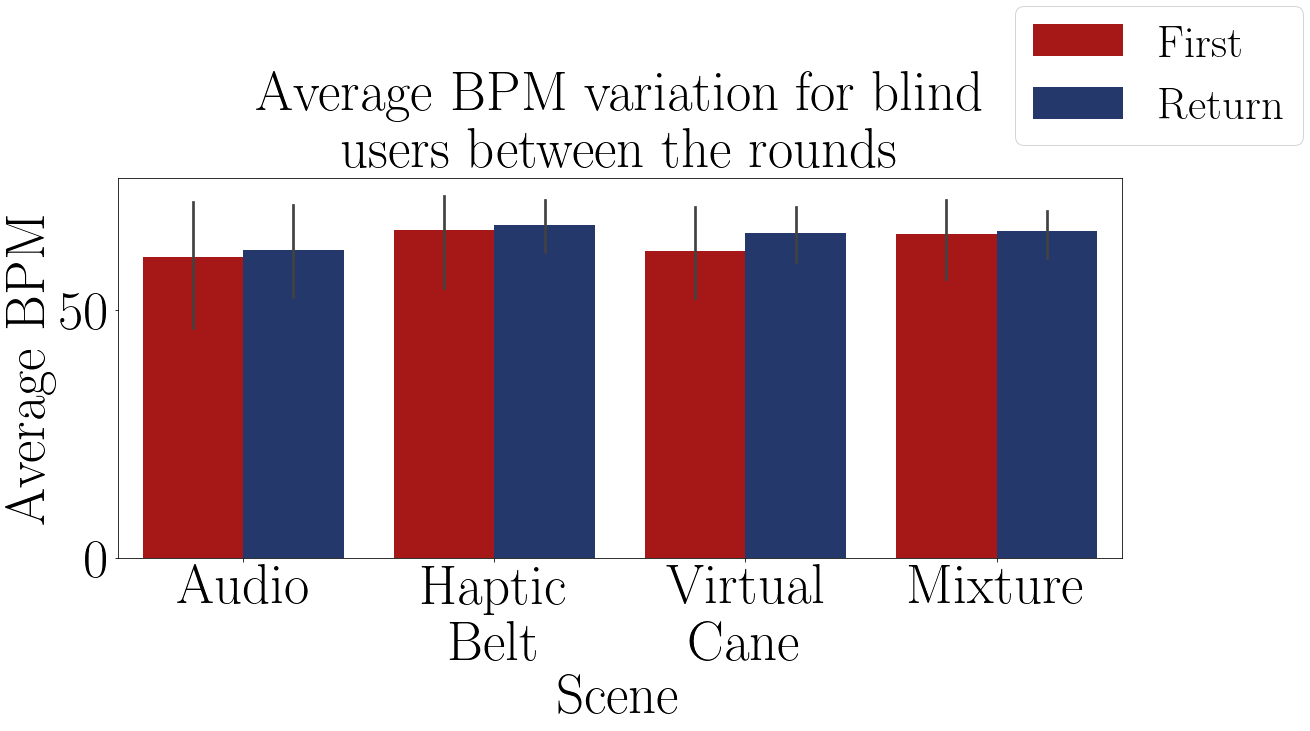 First
Return
Average BPM variation for blind
users between the rounds
Average BPM
50
0
Audio
Haptic
Belt
Virtual
Cane
Mixture
Scene